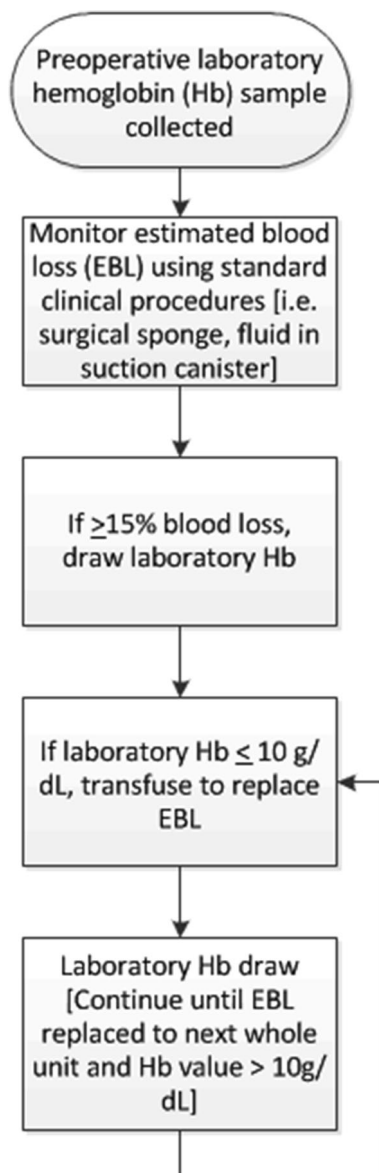 Preoperative laboratory
hemoglobin (Hb) sample
collected
Monitor estimated blood
loss (EBL) using standard
clinical procedures [i.e.
surgical sponge, fluid in
suction canister]
If ≥15% blood loss,
draw laboratory Hb
If laboratory Hb ≤ 10 g/
dL, transfuse to replace
EBL
Laboratory Hb draw
[Continue until EBL
replaced to next whole
unit and Hb value > 10g/
dL]